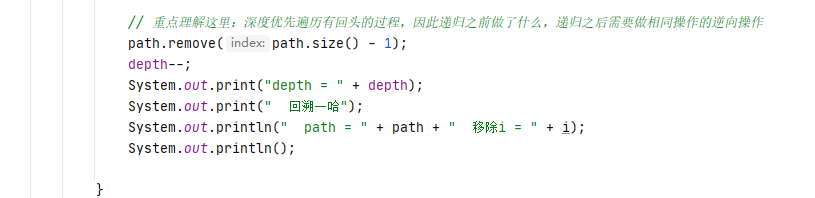 // 重点理解这里：深度优先遍历有回头的过程，因此递归之前做了什么，递归之后需要做相同操作的逆向操作
path.remove( index: path.size() - 1);
depth--;
System.out.print("depth = " + depth);
System.out.print("  回溯一哈");
System.out.println("  path = " + path + "  移除i = " + i);
System.out.println();
}